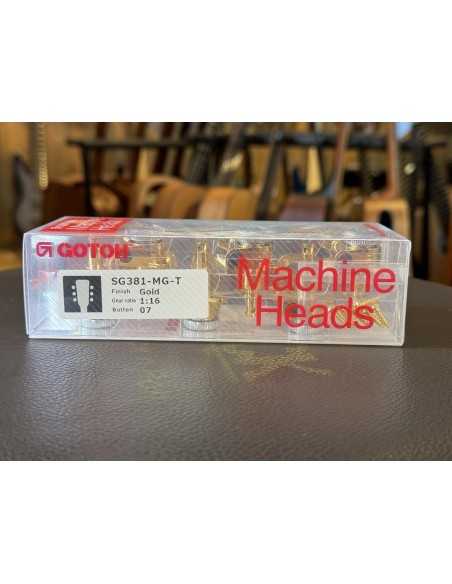 GOTOH
SG381-MG-T
Finish Gold
Gear ratio 1:16
Button 07
Machine
Heads